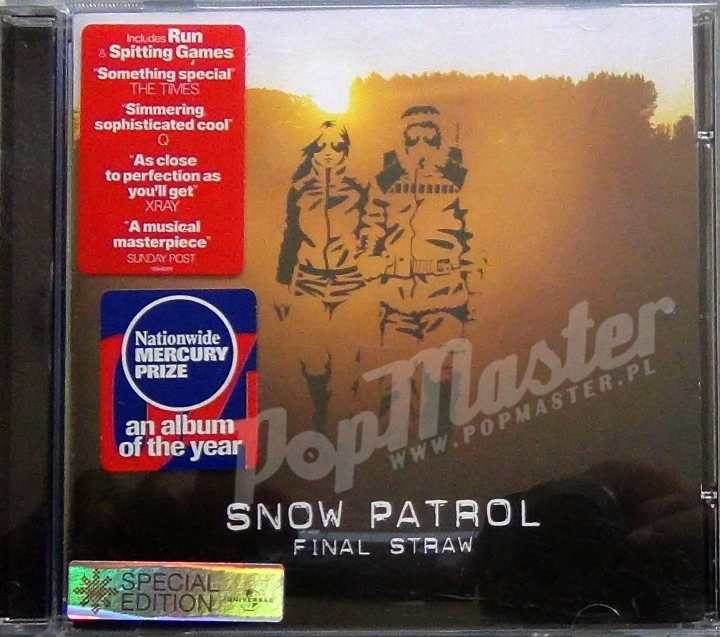 Includes Run
& Spitting Games
"Something special"
THE TIMES
"Simmering,
sophisticated cool"
Q
"As close
to perfection as
you'll get"
XRAY
"A musical
masterpiece"
SUNDAY POST
Nationwide
MERCURY
PRIZE
an album
of the year
PopMaster
WWW.POPMASTER.PL
SNOW PATROL
FINAL STRAW
SPECIAL
EDITION
UNIVERSAL